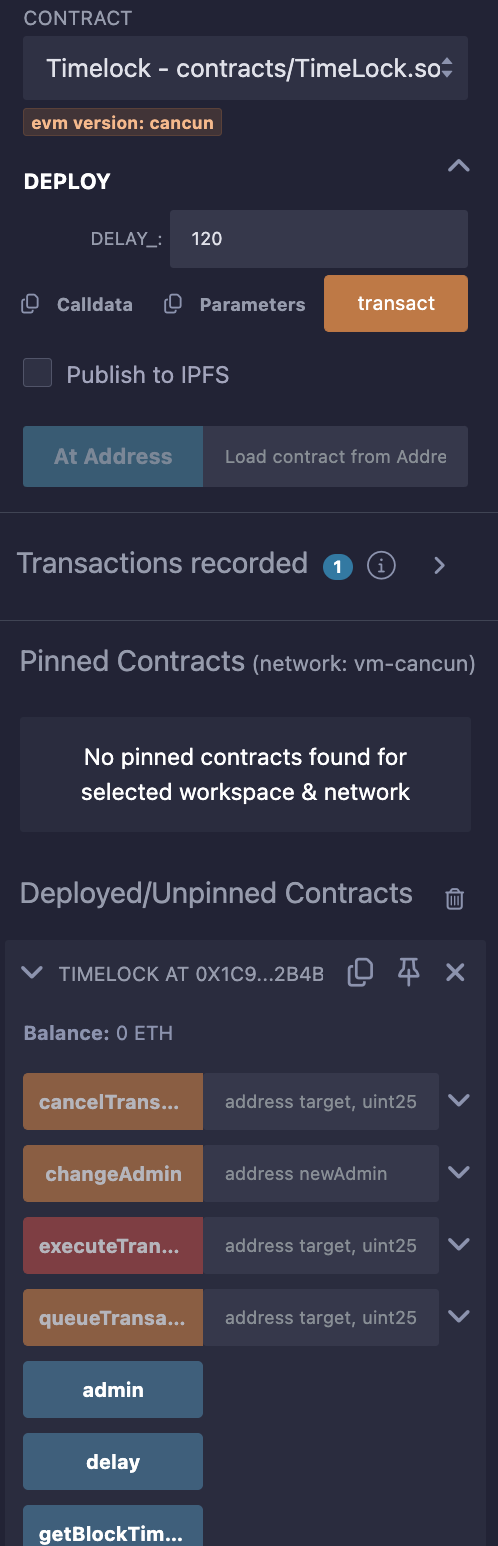 CONTRACT
Timelock - contracts/TimeLock.so
evm version: cancun
DEPLOY
DELAY_: 120
Calldata Parameters transact
Publish to IPFS
At Address Load contract from Addre
Transactions recorded 1 i
Pinned Contracts (network: vm-cancun)
No pinned contracts found for
selected workspace & network
Deployed/Unpinned Contracts
TIMELOCK AT 0X1C9...2B4B
Balance: 0 ETH
cancelTrans... address target, uint25
changeAdmin address newAdmin
executeTran... address target, uint25
queueTransa... address target, uint25
admin
delay
getBlockTim...